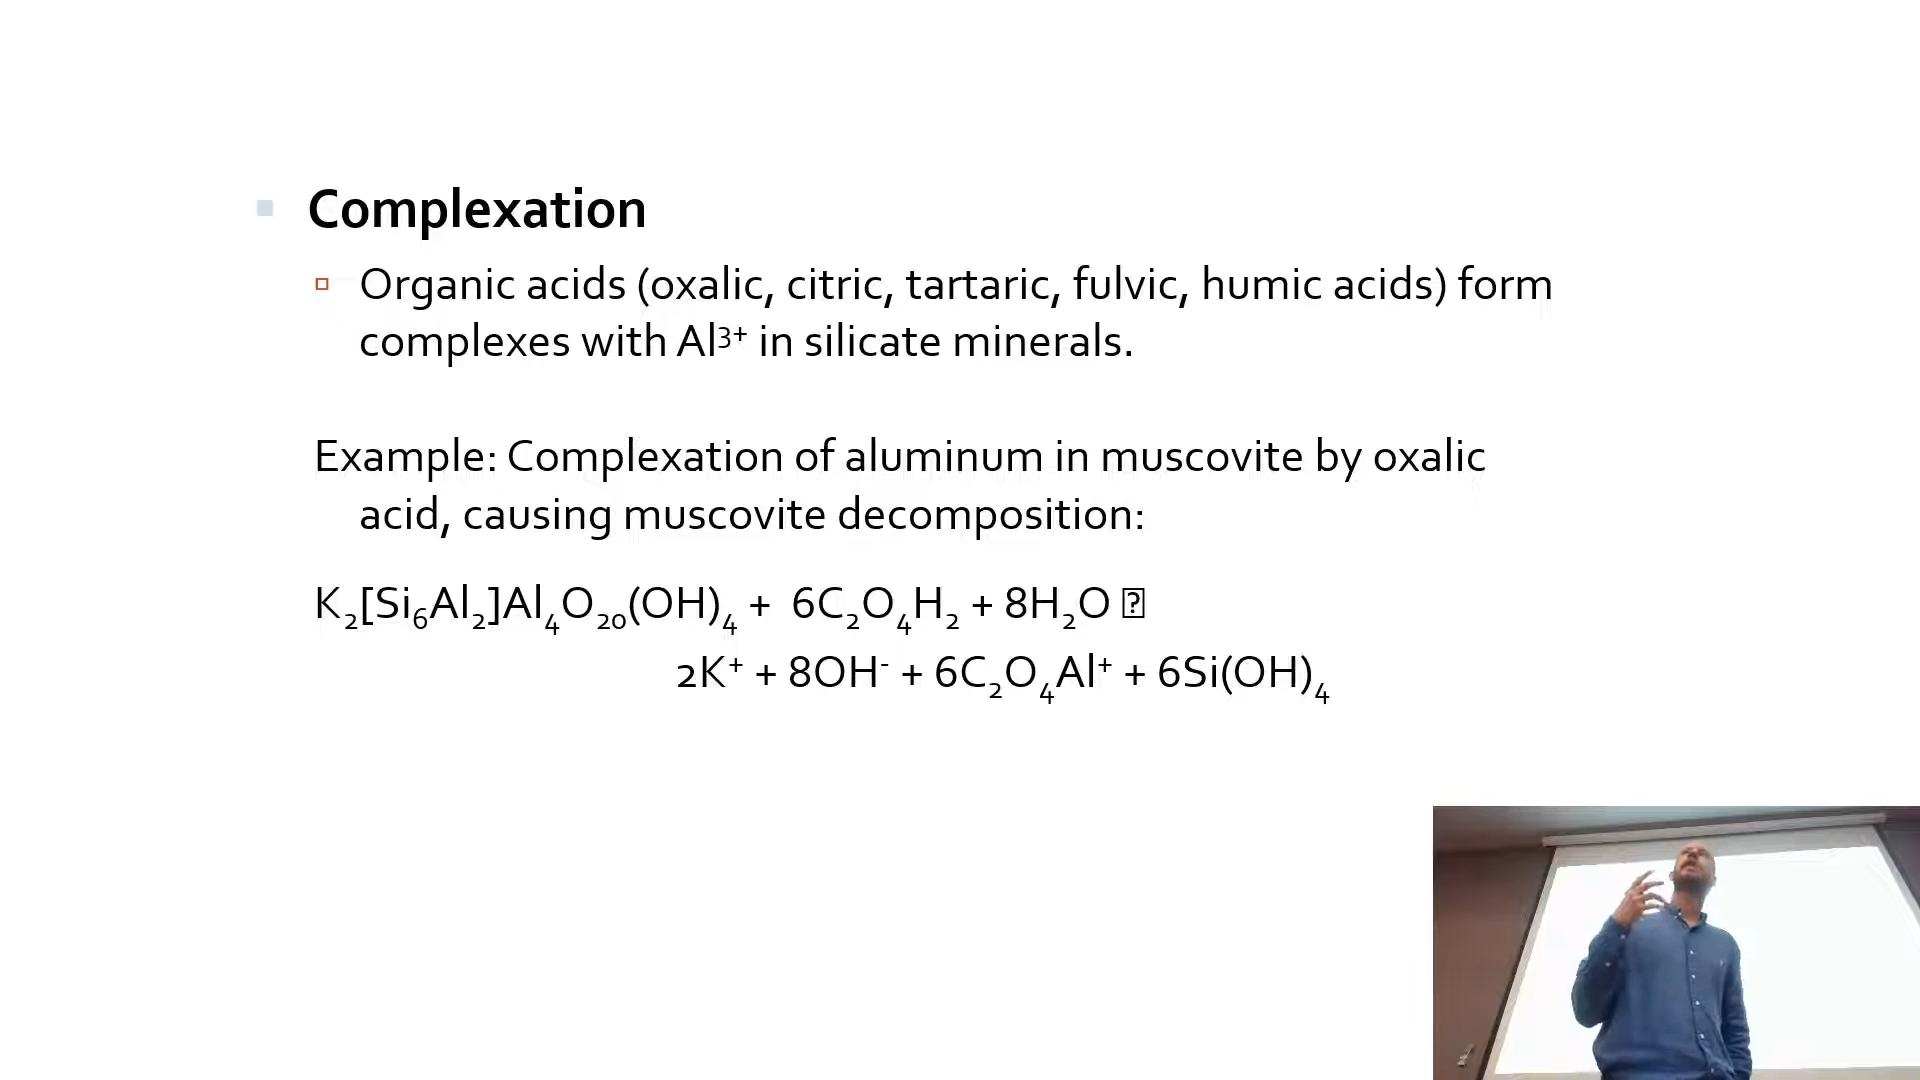 Complexation
Organic acids (oxalic, citric, tartaric, fulvic, humic acids) form
complexes with Al³⁺ in silicate minerals.
Example: Complexation of aluminum in muscovite by oxalic
acid, causing muscovite decomposition:
K₂[Si₆Al₂]Al₄O₂₀(OH)₄ + 6C₂O₄H₂ + 8H₂O ⍰
2K⁺ + 8OH⁻ + 6C₂O₄Al⁺ + 6Si(OH)₄